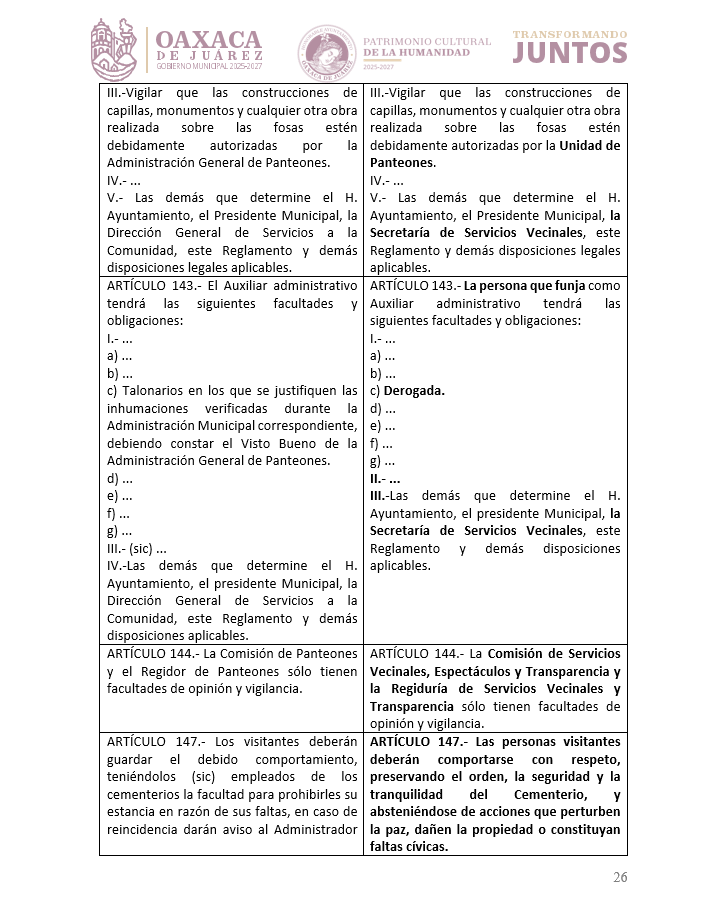 OAXACA
DE JUÁREZ
GOBIERNO MUNICIPAL 2025-2027
PATRIMONIO CULTURAL
DE LA HUMANIDAD
2025-2027
TRANSFORMANDO
JUNTOS
III.-Vigilar que las construcciones de
capillas, monumentos y cualquier otra obra
realizada sobre las fosas estén
debidamente autorizadas por la
Administración General de Panteones.
IV.- ...
V.- Las demás que determine el H.
Ayuntamiento, el Presidente Municipal, la
Dirección General de Servicios a la
Comunidad, este Reglamento y demás
disposiciones legales aplicables.
III.-Vigilar que las construcciones de
capillas, monumentos y cualquier otra obra
realizada sobre las fosas estén
debidamente autorizadas por la Unidad de
Panteones.
IV.- ...
V.- Las demás que determine el H.
Ayuntamiento, el Presidente Municipal, la
Secretaría de Servicios Vecinales, este
Reglamento y demás disposiciones legales
aplicables.
ARTÍCULO 143.- El Auxiliar administrativo
tendrá las siguientes facultades y
obligaciones:
I.- ...
a) ...
b) ...
c) Talonarios en los que se justifiquen las
inhumaciones verificadas durante la
Administración Municipal correspondiente,
debiendo constar el Visto Bueno de la
Administración General de Panteones.
d) ...
e) ...
f) ...
g) ...
III.- (sic) ...
IV.-Las demás que determine el H.
Ayuntamiento, el presidente Municipal, la
Dirección General de Servicios a la
Comunidad, este Reglamento y demás
disposiciones aplicables.
ARTÍCULO 143.- La persona que funja como
Auxiliar administrativo tendrá las
siguientes facultades y obligaciones:
I.- ...
a) ...
b) ...
c) Derogada.
d) ...
e) ...
f) ...
g) ...
II.- ...
III.-Las demás que determine el H.
Ayuntamiento, el presidente Municipal, la
Secretaría de Servicios Vecinales, este
Reglamento y demás disposiciones
aplicables.
ARTÍCULO 144.- La Comisión de Panteones
y el Regidor de Panteones sólo tienen
facultades de opinión y vigilancia.
ARTÍCULO 144.- La Comisión de Servicios
Vecinales, Espectáculos y Transparencia y
la Regiduría de Servicios Vecinales y
Transparencia sólo tienen facultades de
opinión y vigilancia.
ARTÍCULO 147.- Los visitantes deberán
guardar el debido comportamiento,
teniéndolos (sic) empleados de los
cementerios la facultad para prohibirles su
estancia en razón de sus faltas, en caso de
reincidencia darán aviso al Administrador
ARTÍCULO 147.- Las personas visitantes
deberán comportarse con respeto,
preservando el orden, la seguridad y la
tranquilidad del Cementerio, y
absteniéndose de acciones que perturben
la paz, dañen la propiedad o constituyan
faltas cívicas.
26